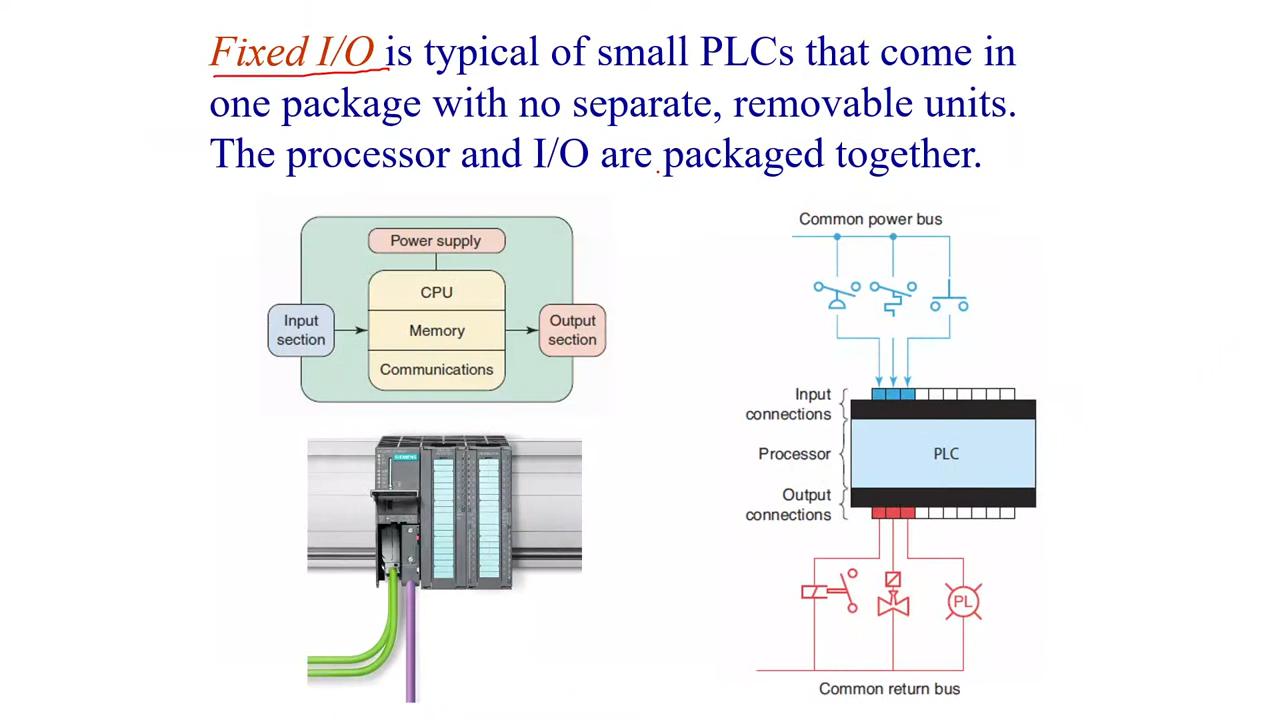 Fixed I/O is typical of small PLCs that come in
one package with no separate, removable units.
The processor and I/O are packaged together.
Power supply
CPU
Memory
Communications
Input
section
Output
section
SIEMENS
Common power bus
Input
connections
Processor
PLC
Output
connections
PL
Common return bus